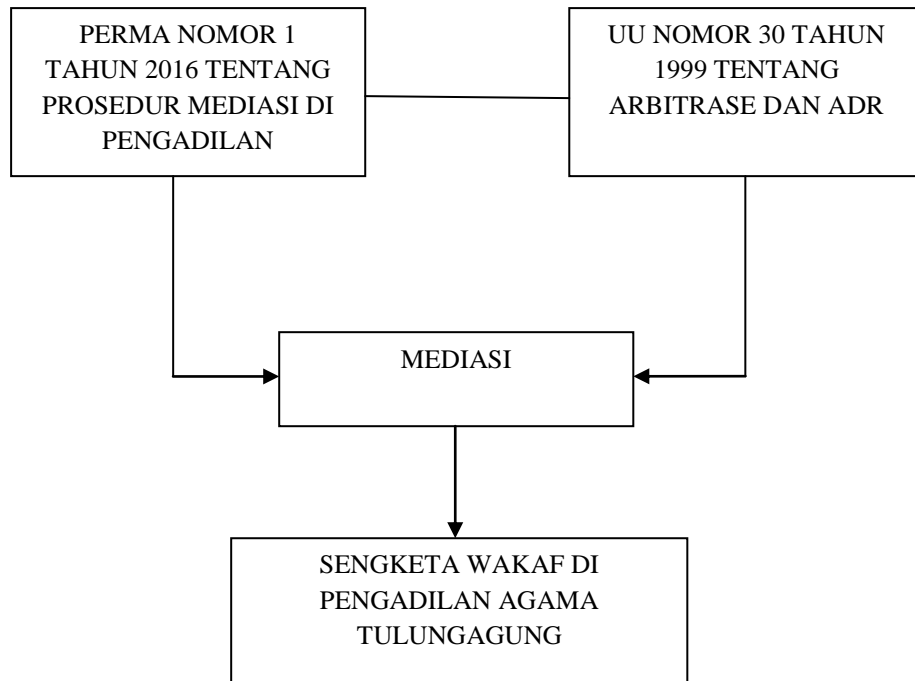 PERMA NOMOR 1
TAHUN 2016 TENTANG
PROSEDUR MEDIASI DI
PENGADILAN
UU NOMOR 30 TAHUN
1999 TENTANG
ARBITRASE DAN ADR
MEDIASI
SENGKETA WAKAF DI
PENGADILAN AGAMA
TULUNGAGUNG